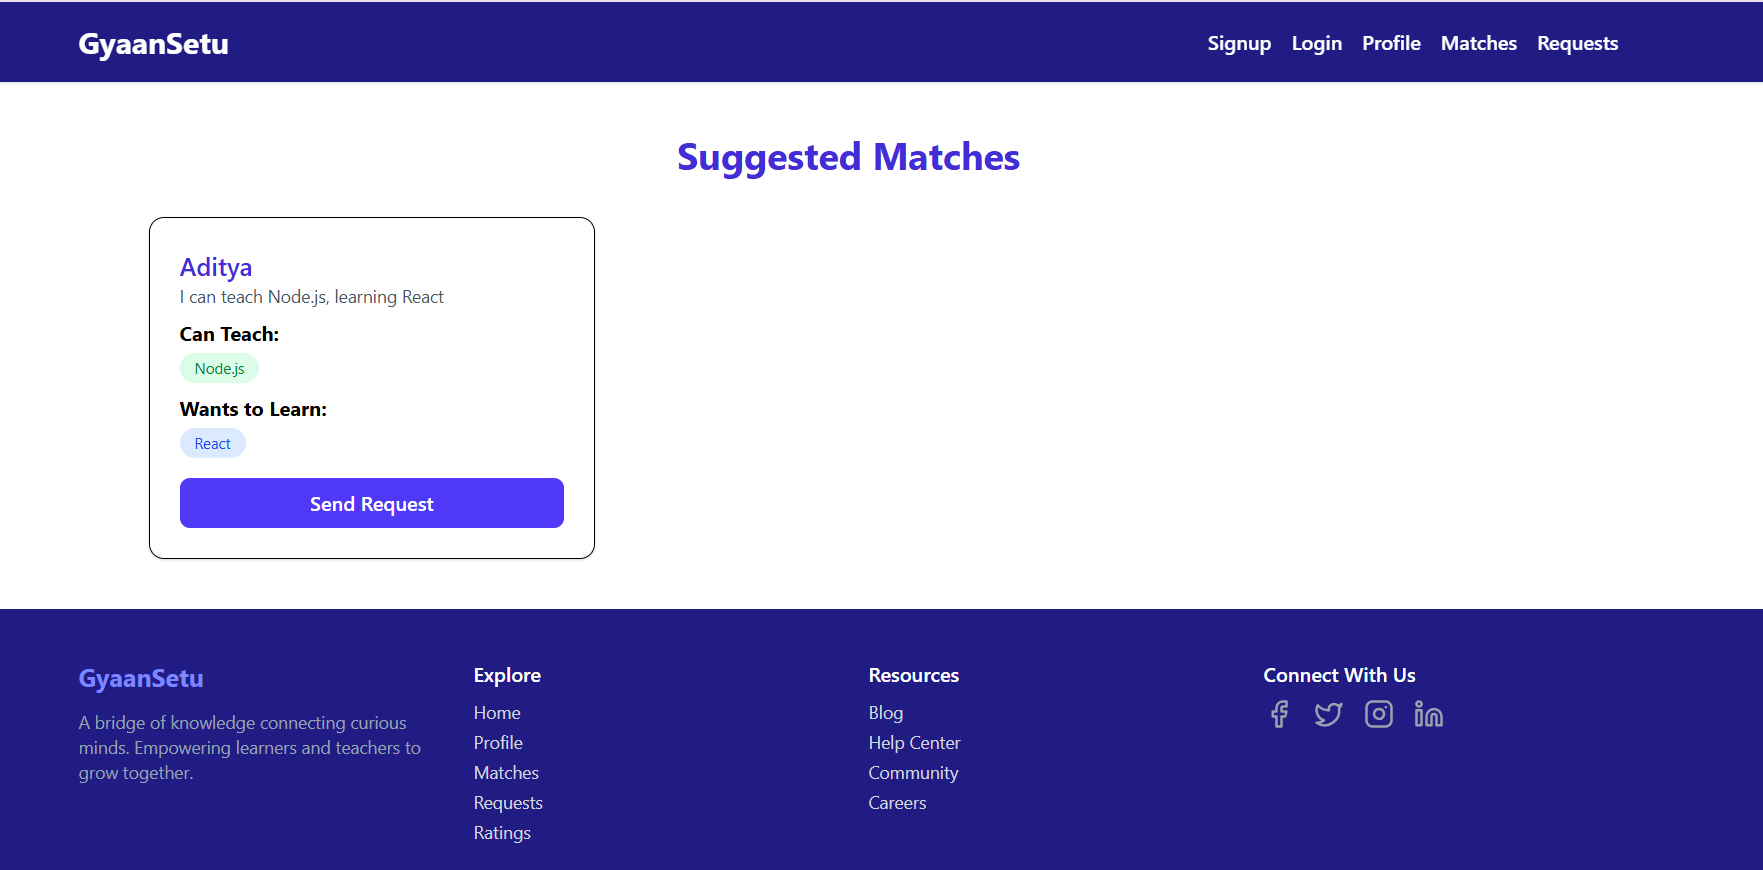 GyaanSetu
Signup Login Profile Matches Requests
Suggested Matches
Aditya
I can teach Node.js, learning React
Can Teach:
Node.js
Wants to Learn:
React
Send Request
GyaanSetu
A bridge of knowledge connecting curious
minds. Empowering learners and teachers to
grow together.
Explore
Home
Profile
Matches
Requests
Ratings
Resources
Blog
Help Center
Community
Careers
Connect With Us